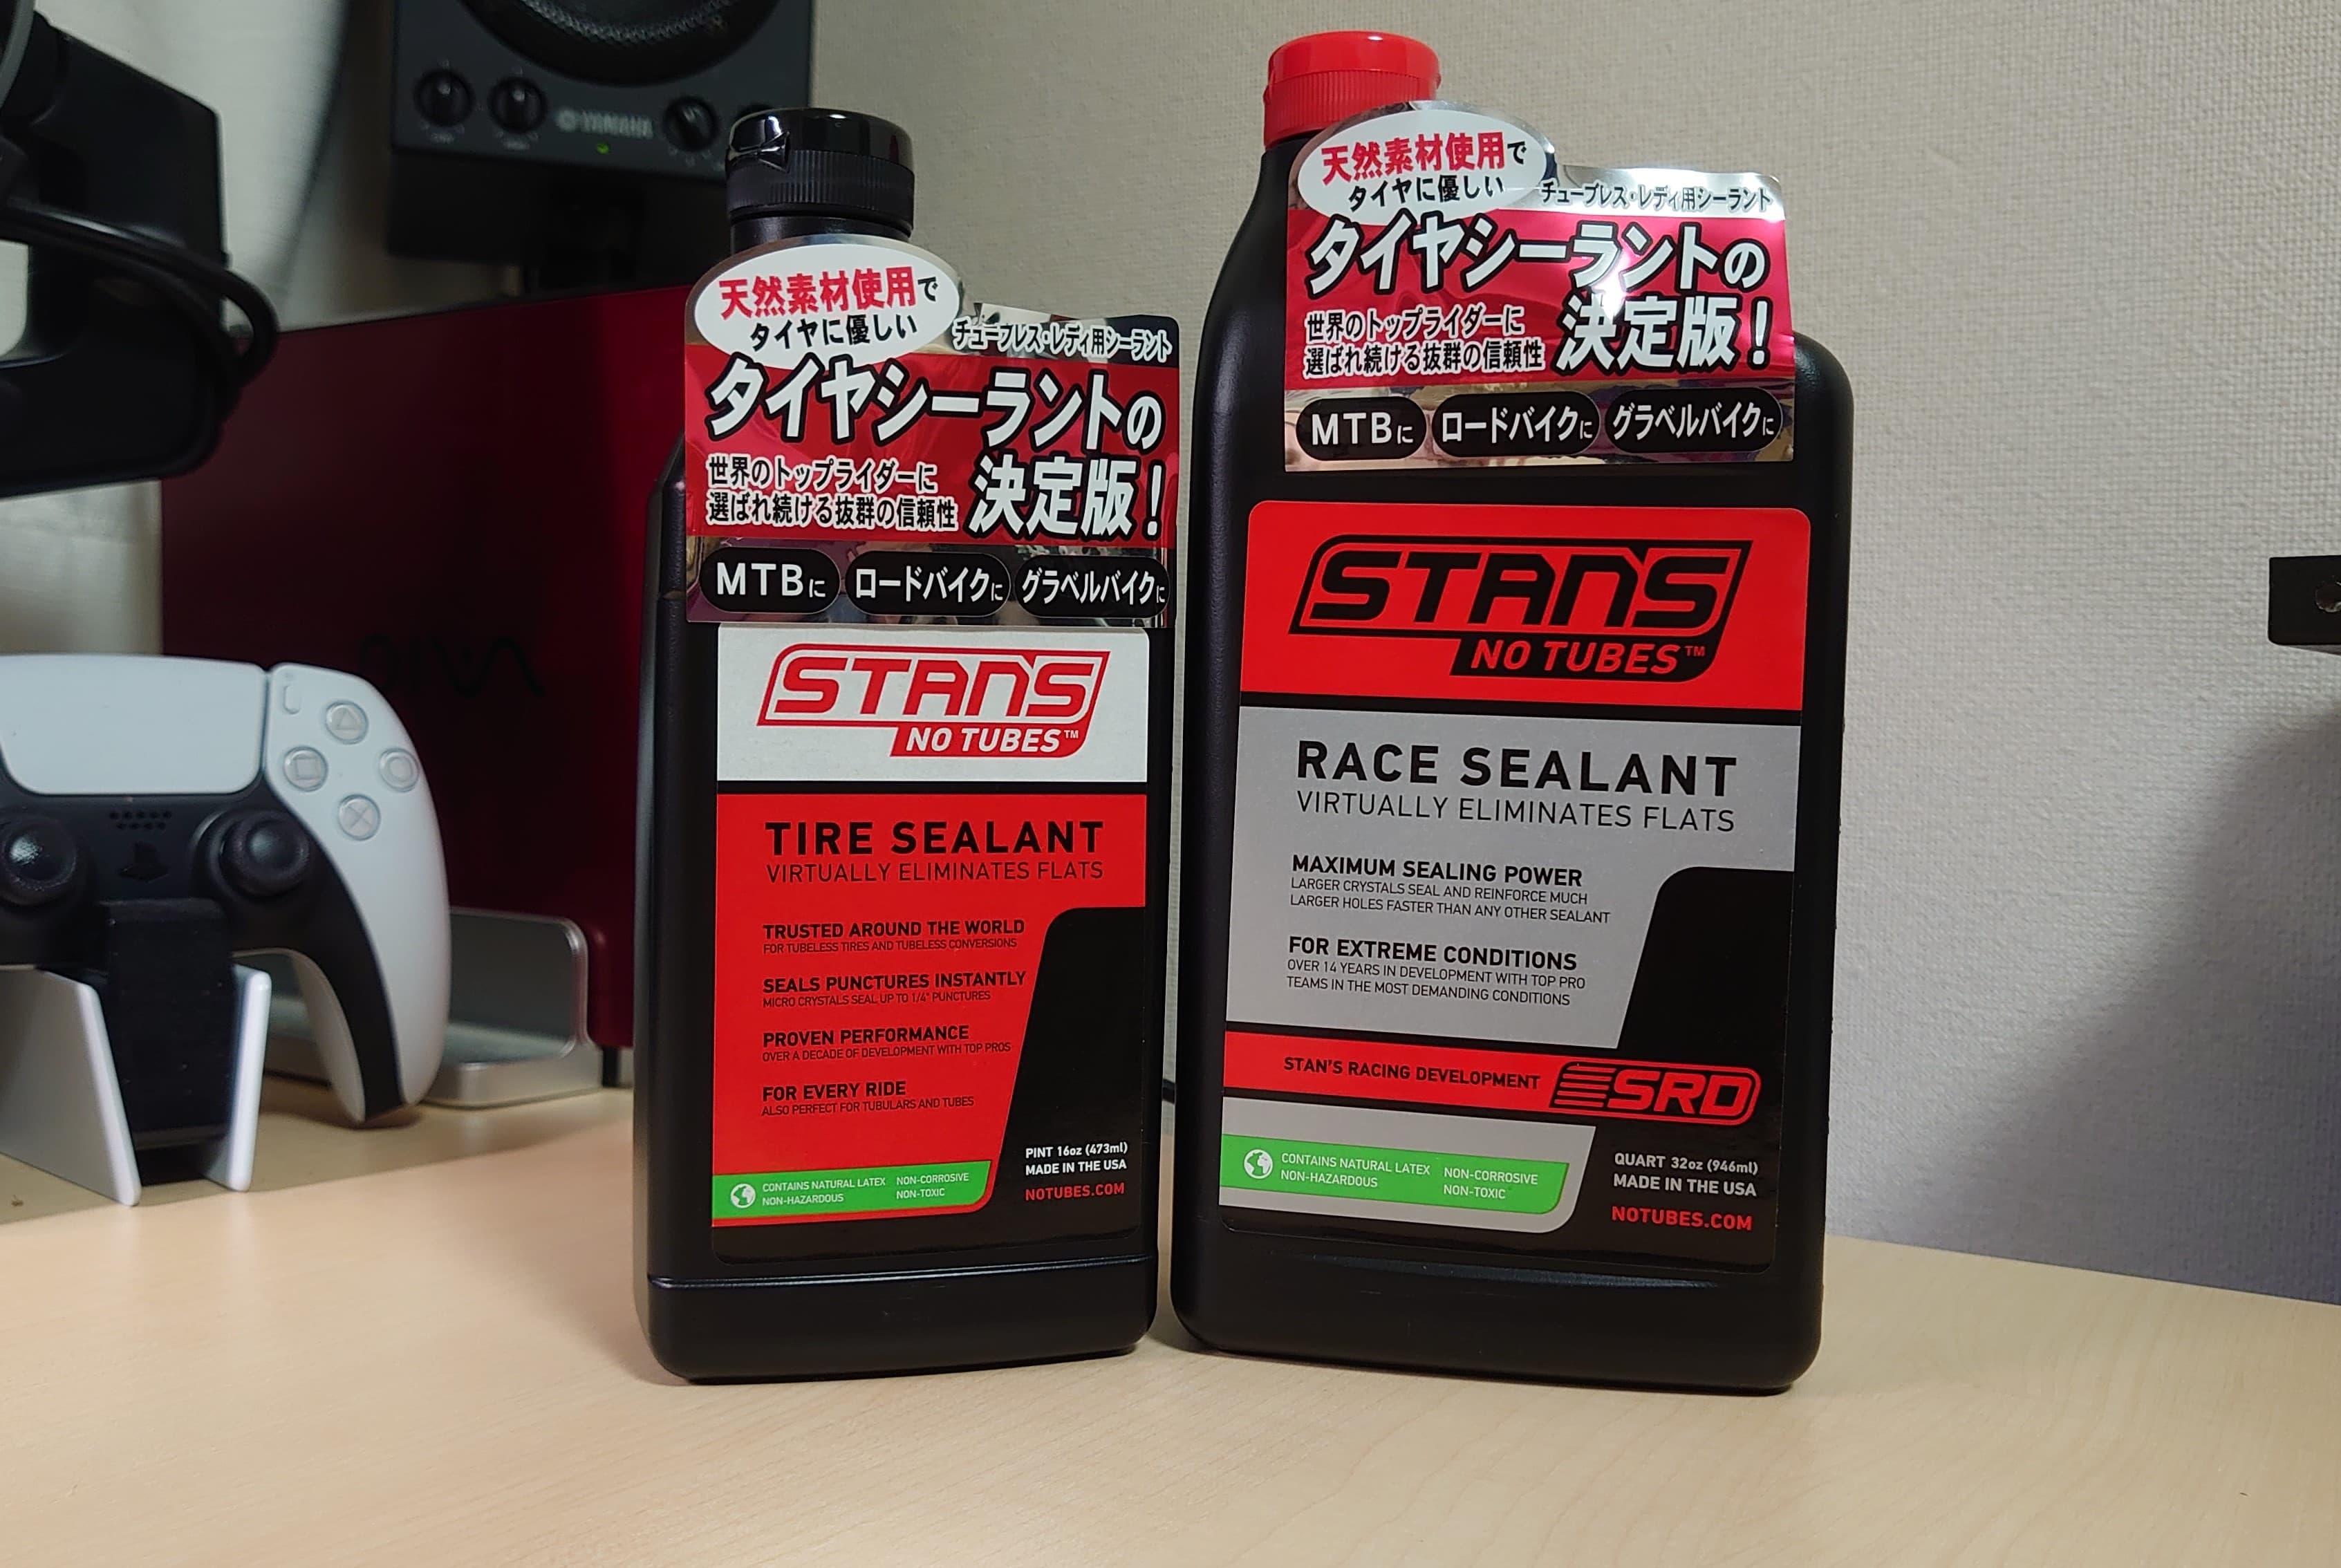 YAMAHA
天然素材使用で
タイヤに優しい
チューブレス・レディ用シーラント
タイヤシーラントの
決定版!
世界のトップライダーに
選ばれ続ける抜群の信頼性
MTBに ロードバイクに グラベルバイクに
STANS
NO TUBES™
TIRE SEALANT
VIRTUALLY ELIMINATES FLATS
TRUSTED AROUND THE WORLD
FOR TUBELESS TIRES AND TUBELESS CONVERSIONS
SEALS PUNCTURES INSTANTLY
MICRO CRYSTALS SEAL UP TO 1/4" PUNCTURES
PROVEN PERFORMANCE
OVER A DECADE OF DEVELOPMENT WITH TOP PROS
FOR EVERY RIDE
ALSO PERFECT FOR TUBULARS AND TUBES
CONTAINS NATURAL LATEX NON-CORROSIVE
NON-HAZARDOUS NON-TOXIC
PINT 16oz (473ml)
MADE IN THE USA
NOTUBES.COM
天然素材使用で
タイヤに優しい
チューブレス・レディ用シーラント
タイヤシーラントの
決定版!
世界のトップライダーに
選ばれ続ける抜群の信頼性
MTBに ロードバイクに グラベルバイクに
STANS
NO TUBES™
RACE SEALANT
VIRTUALLY ELIMINATES FLATS
MAXIMUM SEALING POWER
LARGER CRYSTALS SEAL AND REINFORCE MUCH
LARGER HOLES FASTER THAN ANY OTHER SEALANT
FOR EXTREME CONDITIONS
OVER 14 YEARS IN DEVELOPMENT WITH TOP PRO
TEAMS IN THE MOST DEMANDING CONDITIONS
STAN'S RACING DEVELOPMENT SRD
CONTAINS NATURAL LATEX NON-CORROSIVE
NON-HAZARDOUS NON-TOXIC
QUART 32oz (946ml)
MADE IN THE USA
NOTUBES.COM